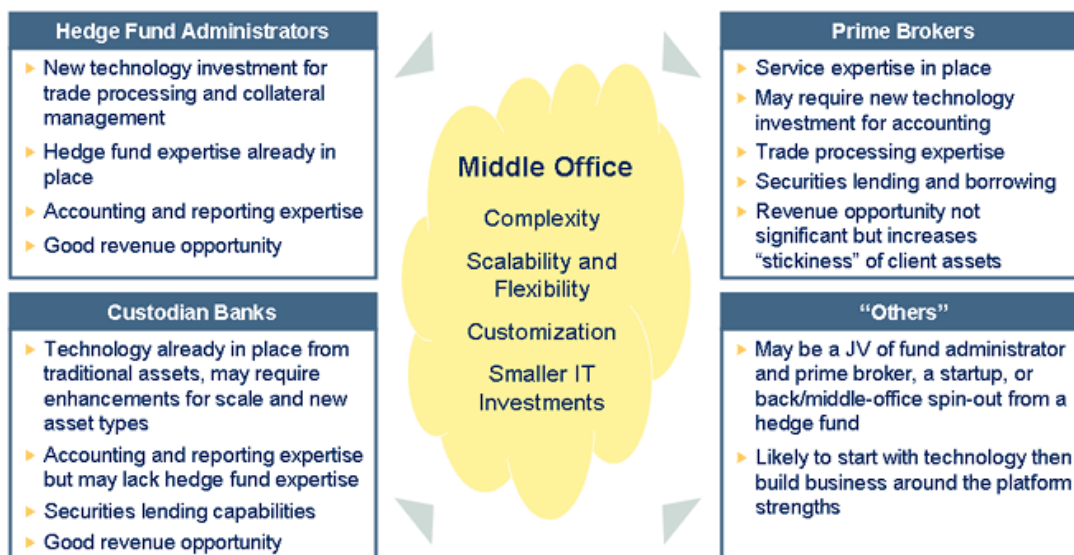 Hedge Fund Administrators
New technology investment for
trade processing and collateral
management
Hedge fund expertise already in
place
Accounting and reporting expertise
Good revenue opportunity
Prime Brokers
Service expertise in place
May require new technology
investment for accounting
Trade processing expertise
Securities lending and borrowing
Revenue opportunity not
significant but increases
“stickiness” of client assets
Middle Office
Complexity
Scalability and
Flexibility
Customization
Smaller IT
Investments
Custodian Banks
Technology already in place from
traditional assets, may require
enhancements for scale and new
asset types
Accounting and reporting expertise
but may lack hedge fund expertise
Securities lending capabilities
Good revenue opportunity
“Others”
May be a JV of fund administrator
and prime broker, a startup, or
back/middle-office spin-out from a
hedge fund
Likely to start with technology then
build business around the platform
strengths